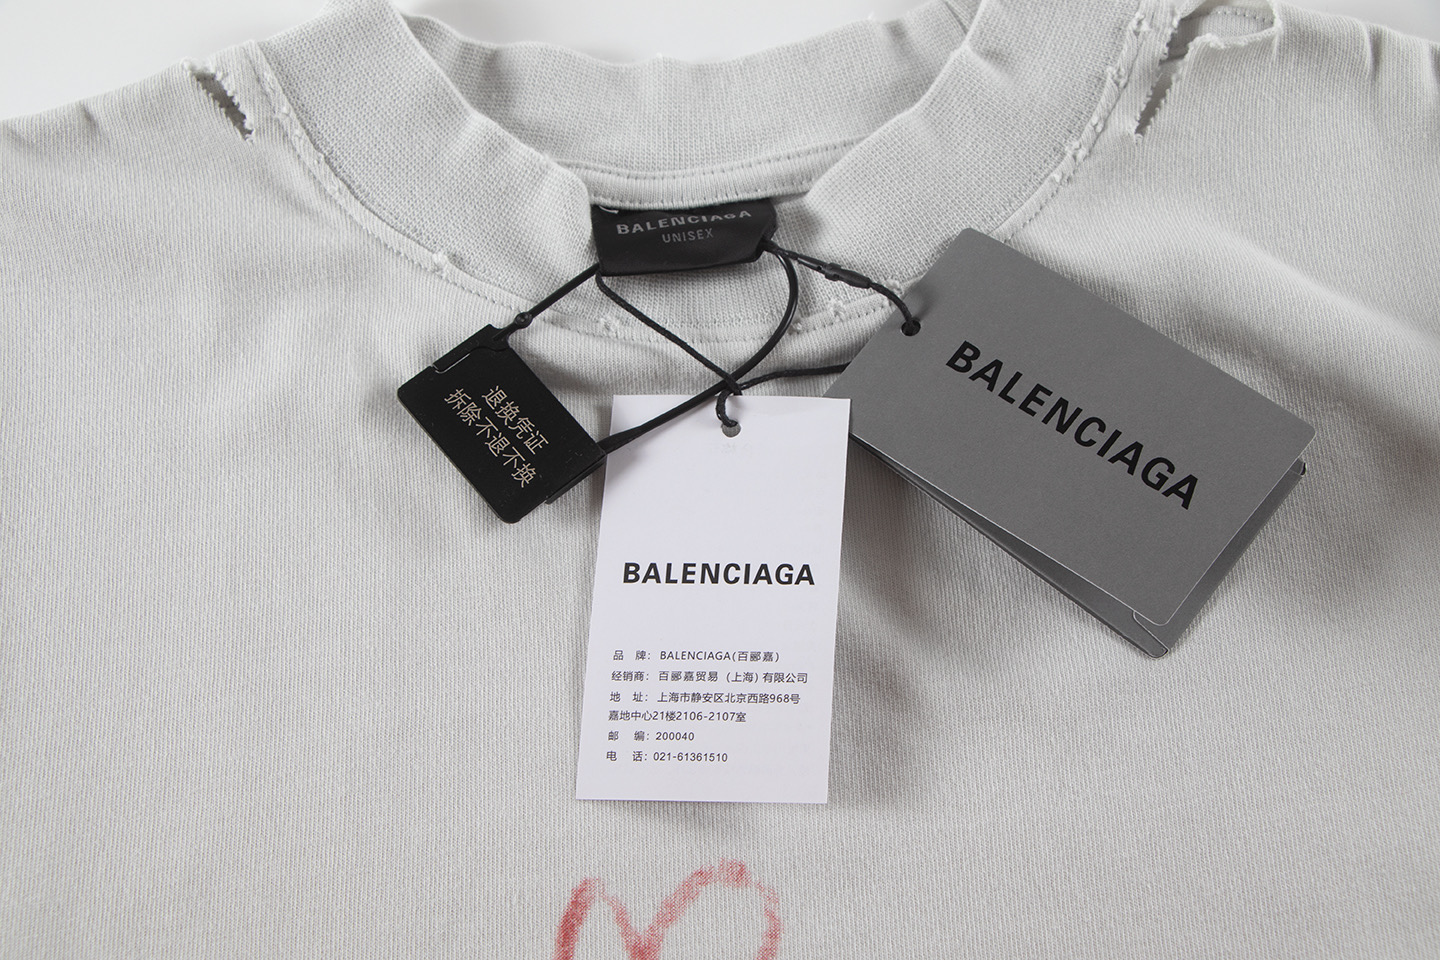 BALENCIAGA
UNISEX
退换凭证
拆除不退不换
BALENCIAGA
BALENCIAGA
品 牌: BALENCIAGA(百郦嘉)
经销商: 百郦嘉贸易 (上海) 有限公司
地 址: 上海市静安区北京西路968号
嘉地中心21楼2106-2107室
邮 编: 200040
电 话: 021-61361510